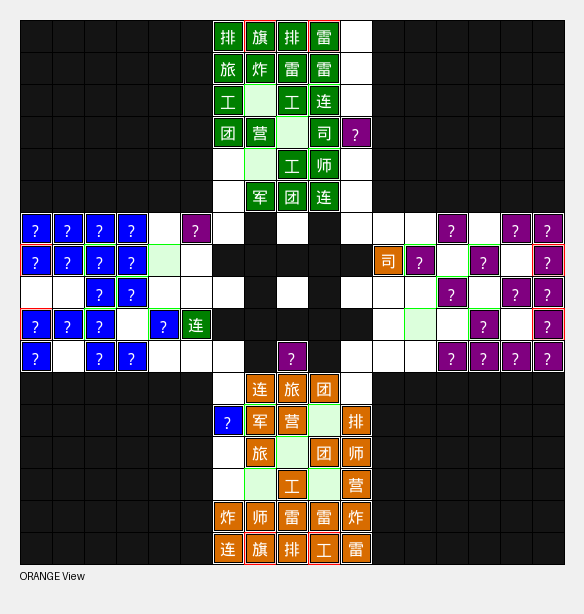 排 旗 排 雷
旅 炸 雷 雷
工 工 连
团 营 司 ?
工 师
军 团 连
? ? ? ? ? ? ? ?
? ? ? ? 司 ? ? ?
? ? ? ? ?
? ? ? ? 连 ? ?
? ? ? ? ? ? ? ?
连 旅 团
? 军 营 排
旅 团 师
工 营
炸 师 雷 雷 炸
连 旗 排 工 雷
ORANGE View